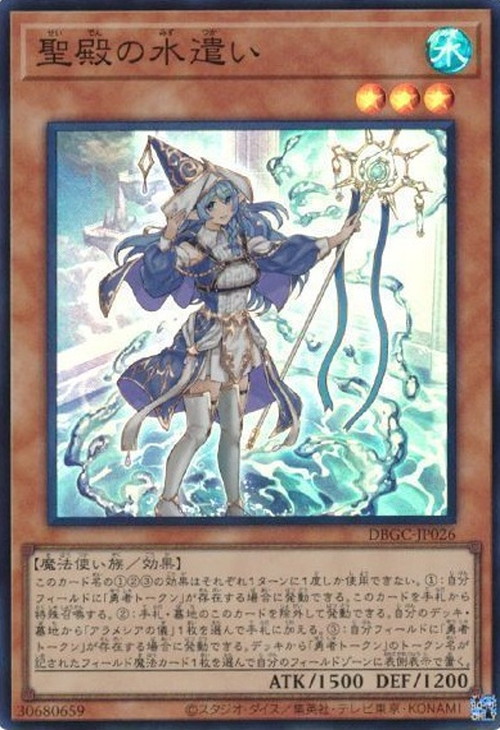 聖殿の水遣い
水
DBGC-JP026
【魔法使い族／効果】
このカード名の①②③の効果はそれぞれ1ターンに1度しか使用できない。①：自分
フィールドに「勇者トークン」が存在する場合に発動できる。このカードを手札から
特殊召喚する。②：手札・墓地のこのカードを除外して発動できる。自分のデッキ・
墓地から「アラメシアの儀」1枚を選んで手札に加える。③：自分フィールドに「勇者
トークン」が存在する場合に発動できる。デッキから「勇者トークン」のトークン名が
記されたフィールド魔法カード1枚を選んで自分のフィールドゾーンに表側表示で置く。
ATK/1500 DEF/1200
30680659
©スタジオ・ダイス／集英社・テレビ東京・KONAMI